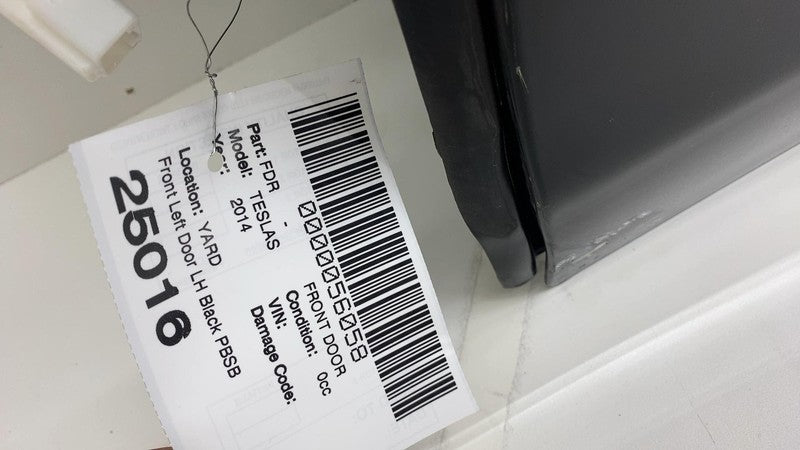 0000056058
Part: FDR - FRONT DOOR
Model: TESLAS Condition: 0cc
Year: 2014 VIN:
Damage Code:
Location: YARD
Front Left Door LH Black PBSB
25016